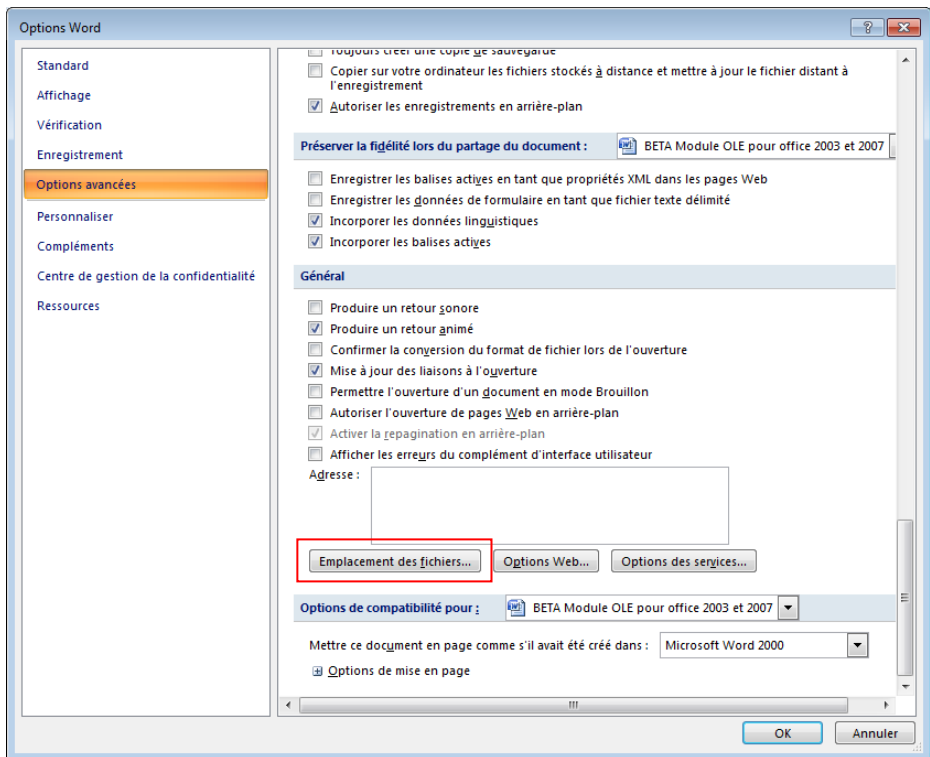 Options Word
Standard
Affichage
Vérification
Enregistrement
Options avancées
Personnaliser
Compléments
Centre de gestion de la confidentialité
Ressources
Toujours créer une copie de sauvegarde
Copier sur votre ordinateur les fichiers stockés à distance et mettre à jour le fichier distant à
l'enregistrement
Autoriser les enregistrements en arrière-plan
Préserver la fidélité lors du partage du document : BETA Module OLE pour office 2003 et 2007
Enregistrer les balises actives en tant que propriétés XML dans les pages Web
Enregistrer les données de formulaire en tant que fichier texte délimité
Incorporer les données linguistiques
Incorporer les balises actives
Général
Produire un retour sonore
Produire un retour animé
Confirmer la conversion du format de fichier lors de l'ouverture
Mise à jour des liaisons à l'ouverture
Permettre l'ouverture d'un document en mode Brouillon
Autoriser l'ouverture de pages Web en arrière-plan
Activer la repagination en arrière-plan
Afficher les erreurs du complément d'interface utilisateur
Adresse :
Emplacement des fichiers... Options Web... Options des services...
Options de compatibilité pour : BETA Module OLE pour office 2003 et 2007
Mettre ce document en page comme s'il avait été créé dans : Microsoft Word 2000
Options de mise en page
OK Annuler